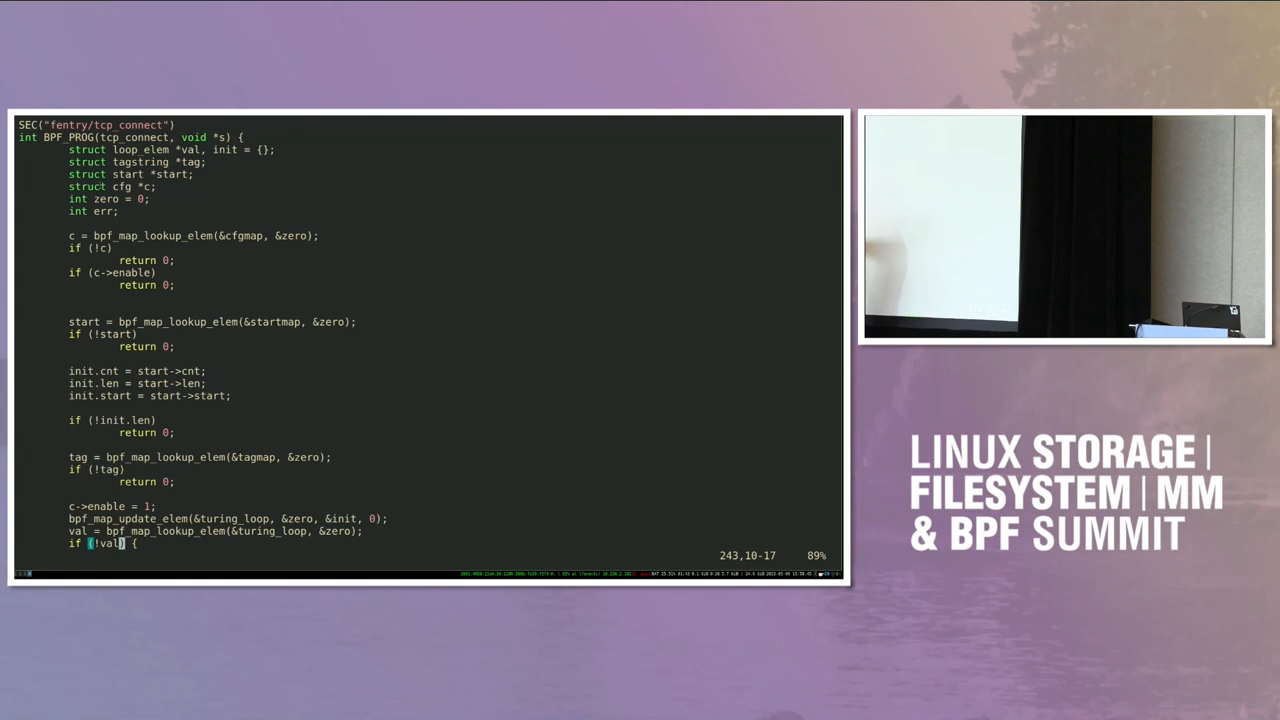 SEC("fentry/tcp_connect")
int BPF_PROG(tcp_connect, void *s) {
struct loop_elem *val, init = {};
struct tagstring *tag;
struct start *start;
struct cfg *c;
int zero = 0;
int err;
c = bpf_map_lookup_elem(&cfgmap, &zero);
if (!c)
return 0;
if (c->enable)
return 0;
start = bpf_map_lookup_elem(&startmap, &zero);
if (!start)
return 0;
init.cnt = start->cnt;
init.len = start->len;
init.start = start->start;
if (!init.len)
return 0;
tag = bpf_map_lookup_elem(&tagmap, &zero);
if (!tag)
return 0;
c->enable = 1;
bpf_map_update_elem(&turing_loop, &zero, &init, 0);
val = bpf_map_lookup_elem(&turing_loop, &zero);
if (!val) {
243,10-17 89%
LINUX STORAGE |
FILESYSTEM | MM
& BPF SUMMIT